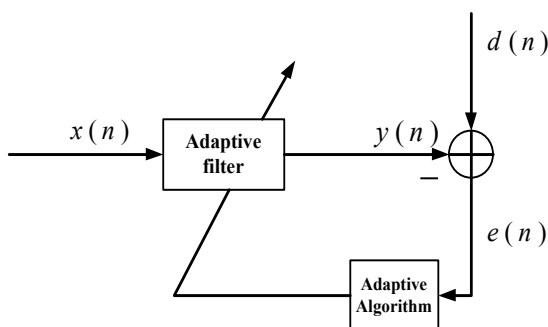 d(n)
x(n)
Adaptive
filter
y(n)
−
e(n)
Adaptive
Algorithm